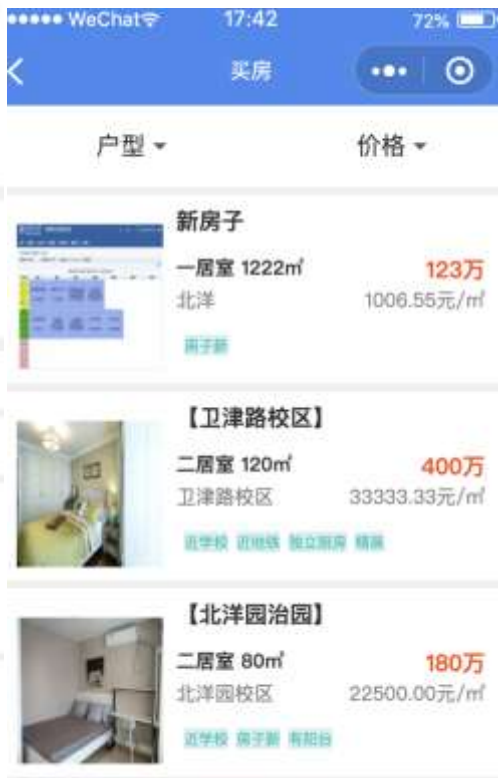 WeChat 17:42 72%
买房
户型 价格
新房子
一居室 1222㎡ 123万
北洋 1006.55元/㎡
房子新
【卫津路校区】
二居室 120㎡ 400万
卫津路校区 33333.33元/㎡
近学校 近地铁 独立厨房 精装
【北洋园治园】
二居室 80㎡ 180万
北洋园校区 22500.00元/㎡
近学校 房子新 有阳台